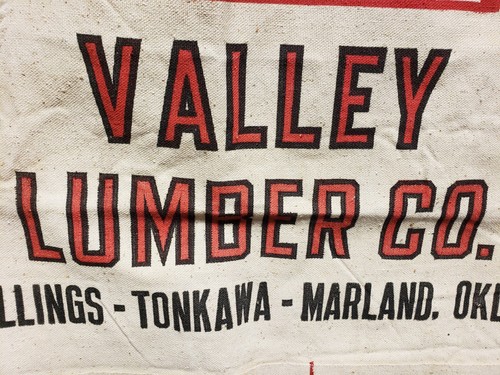 VALLEY
LUMBER CO.
LLINGS - TONKAWA - MARLAND, OKL